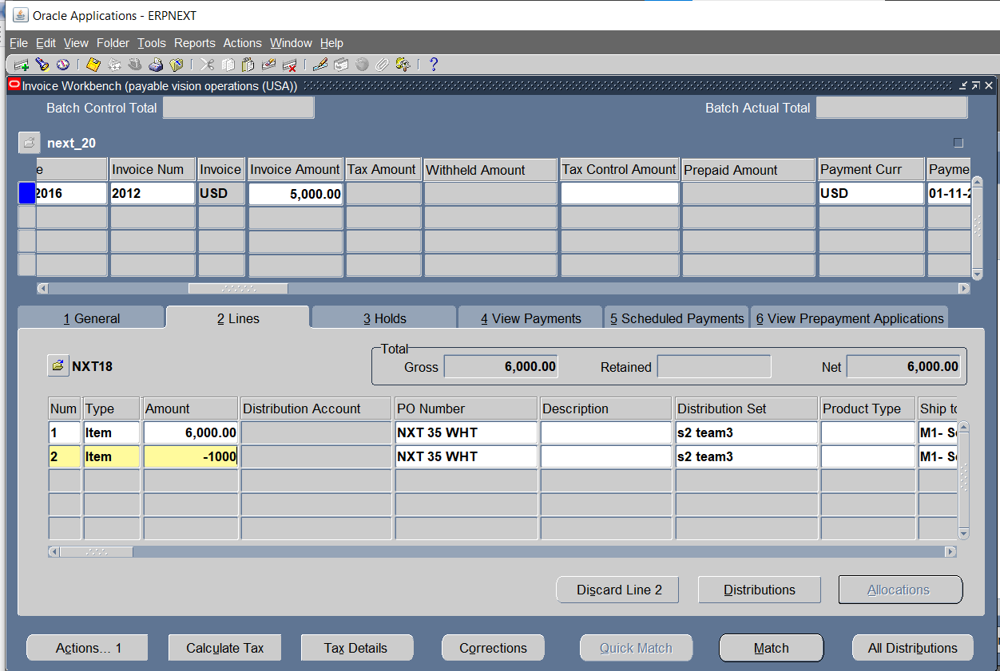 Oracle Applications - ERPNEXT
File Edit View Folder Tools Reports Actions Window Help
Invoice Workbench (payable vision operations (USA))
Batch Control Total Batch Actual Total
next_20
e Invoice Num Invoice Invoice Amount Tax Amount Withheld Amount Tax Control Amount Prepaid Amount Payment Curr Payme
2016 2012 USD 5,000.00 USD 01-11-2
1 General 2 Lines 3 Holds 4 View Payments 5 Scheduled Payments 6 View Prepayment Applications
Total
NXT18 Gross 6,000.00 Retained Net 6,000.00
Num Type Amount Distribution Account PO Number Description Distribution Set Product Type Ship to
1 Item 6,000.00 NXT 35 WHT s2 team3 M1- Se
2 Item -1000 NXT 35 WHT s2 team3 M1- Se
Discard Line 2 Distributions Allocations
Actions... 1 Calculate Tax Tax Details Corrections Quick Match Match All Distributions